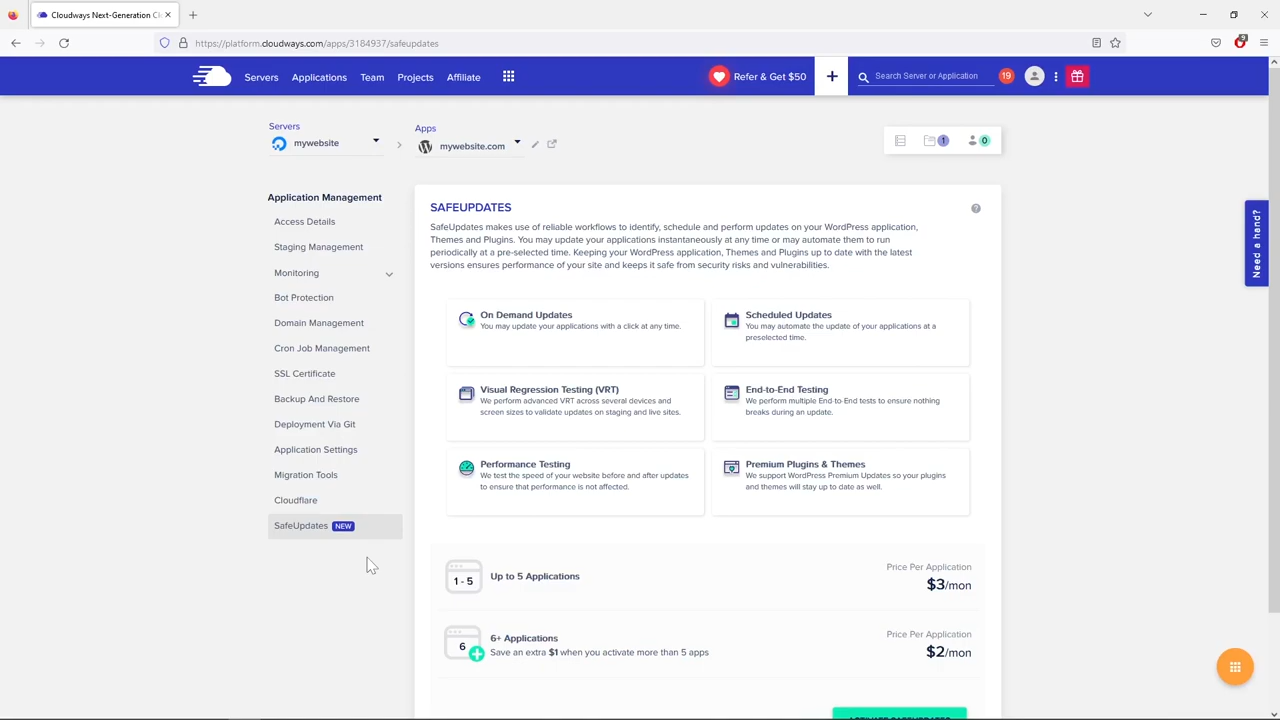 Cloudways Next-Generation Cl
https://platform.cloudways.com/apps/3184937/safeupdates
Servers
Applications
Team
Projects
Affiliate
Refer & Get $50
Search Server or Application
19
Servers
mywebsite
Apps
mywebsite.com
1
0
Need a hand?
Application Management
Access Details
Staging Management
Monitoring
Bot Protection
Domain Management
Cron Job Management
SSL Certificate
Backup And Restore
Deployment Via Git
Application Settings
Migration Tools
Cloudflare
SafeUpdates NEW
SAFEUPDATES
SafeUpdates makes use of reliable workflows to identify, schedule and perform updates on your WordPress application,
Themes and Plugins. You may update your applications instantaneously at any time or may automate them to run
periodically at a pre-selected time. Keeping your WordPress application, Themes and Plugins up to date with the latest
versions ensures performance of your site and keeps it safe from security risks and vulnerabilities.
On Demand Updates
You may update your applications with a click at any time.
Scheduled Updates
You may automate the update of your applications at a
preselected time.
Visual Regression Testing (VRT)
We perform advanced VRT across several devices and
screen sizes to validate updates on staging and live sites.
End-to-End Testing
We perform multiple End-to-End tests to ensure nothing
breaks during an update.
Performance Testing
We test the speed of your website before and after updates
to ensure that performance is not affected.
Premium Plugins & Themes
We support WordPress Premium Updates so your plugins
and themes will stay up to date as well.
1 - 5
Up to 5 Applications
Price Per Application
$3/mon
6
6+ Applications
Save an extra $1 when you activate more than 5 apps
Price Per Application
$2/mon